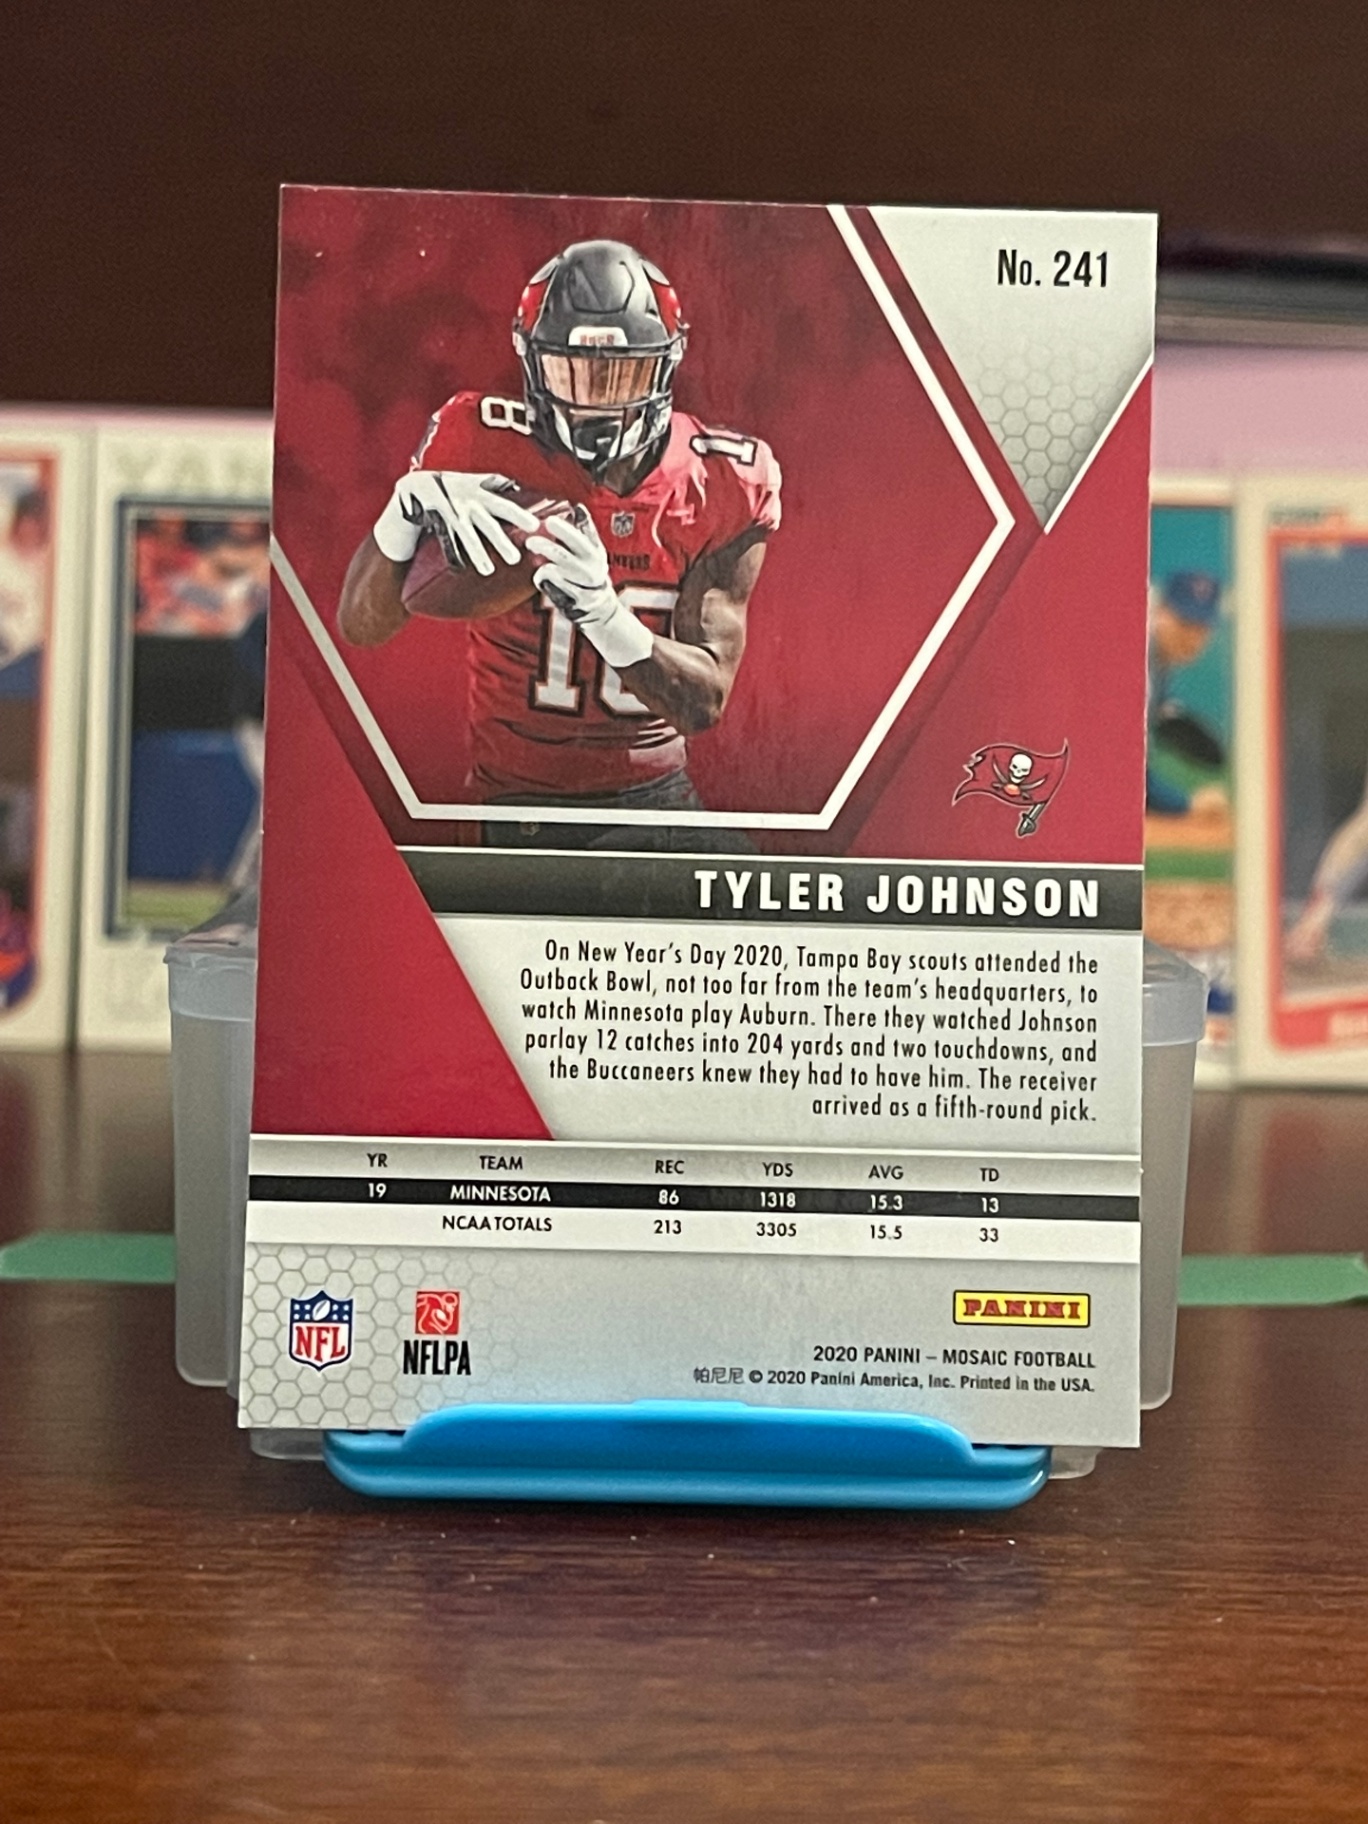 No. 241
BUCS
8
1
18
TYLER JOHNSON
On New Year's Day 2020, Tampa Bay scouts attended the
Outback Bowl, not too far from the team's headquarters, to
watch Minnesota play Auburn. There they watched Johnson
parlay 12 catches into 204 yards and two touchdowns, and
the Buccaneers knew they had to have him. The receiver
arrived as a fifth-round pick.
YR TEAM REC YDS AVG TD
19 MINNESOTA 86 1318 15.3 13
NCAA TOTALS 213 3305 15.5 33
NFL
NFLPA
PANINI
2020 PANINI – MOSAIC FOOTBALL
帕尼尼 © 2020 Panini America, Inc. Printed in the USA.